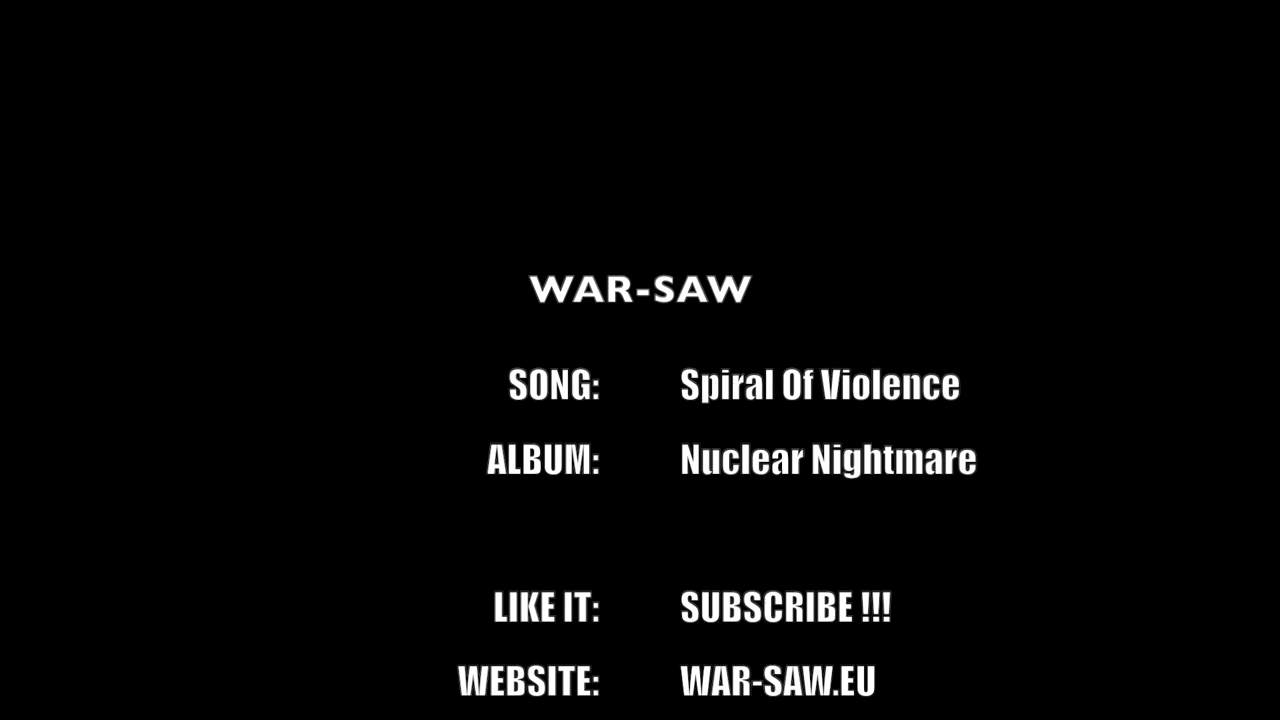 WAR-SAW
SONG: Spiral Of Violence
ALBUM: Nuclear Nightmare
LIKE IT: SUBSCRIBE !!!
WEBSITE: WAR-SAW.EU